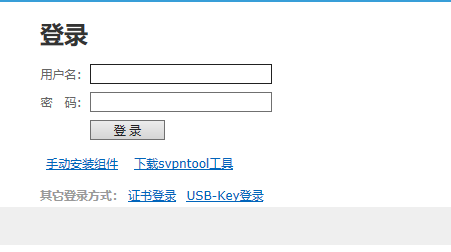 登录
用户名：
密 码：
登 录
手动安装组件 下载svpntool工具
其它登录方式： 证书登录 USB-Key登录